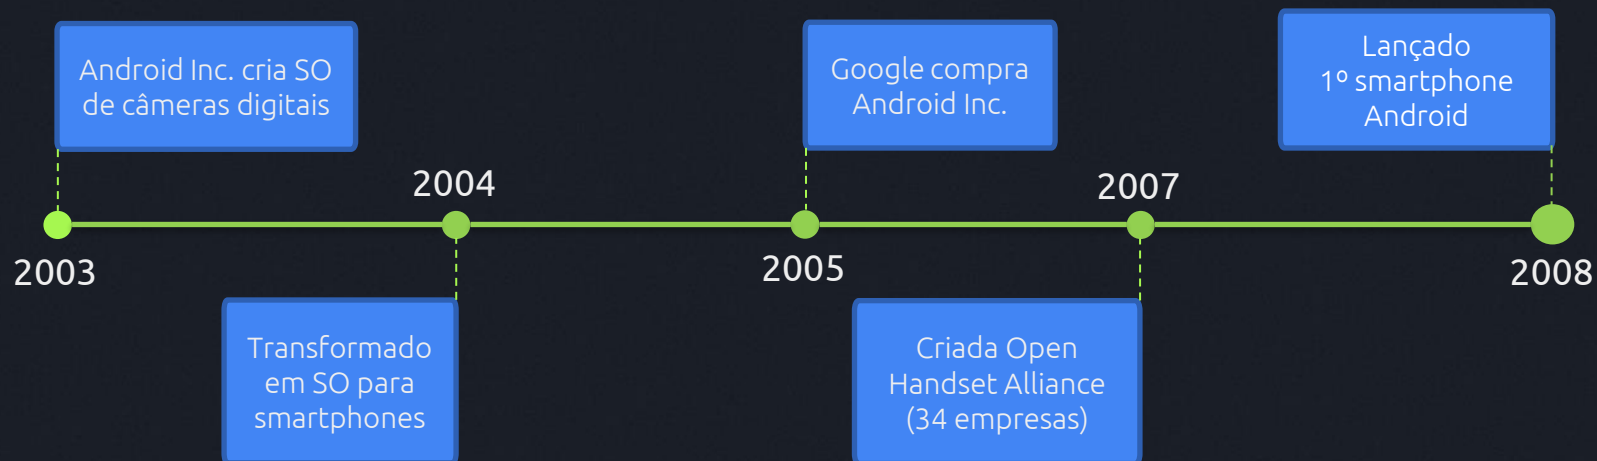 Android Inc. cria SO
de câmeras digitais
2003
2004
Transformado
em SO para
smartphones
Google compra
Android Inc.
2005
2007
Criada Open
Handset Alliance
(34 empresas)
Lançado
1º smartphone
Android
2008